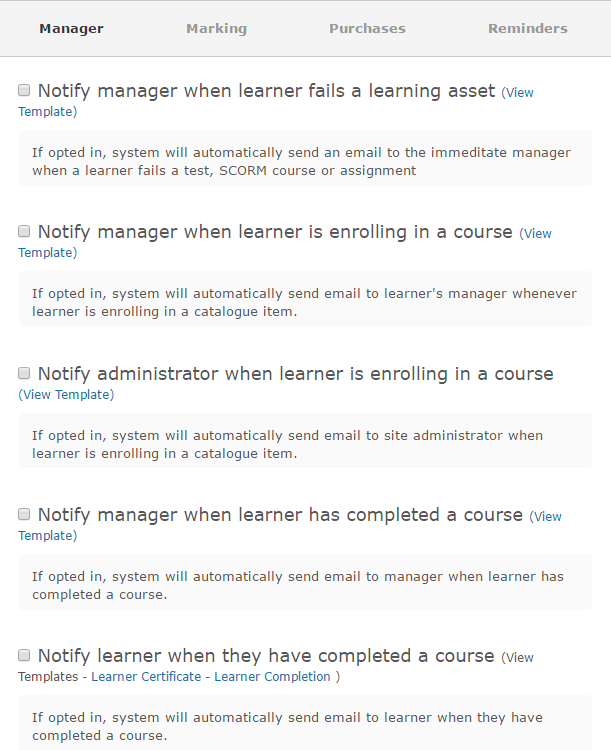 Manager Marking Purchases Reminders
Notify manager when learner fails a learning asset (View
Template)
If opted in, system will automatically send an email to the immeditate manager
when a learner fails a test, SCORM course or assignment
Notify manager when learner is enrolling in a course (View
Template)
If opted in, system will automatically send email to learner's manager whenever
learner is enrolling in a catalogue item.
Notify administrator when learner is enrolling in a course
(View Template)
If opted in, system will automatically send email to site administrator when
learner is enrolling in a catalogue item.
Notify manager when learner has completed a course (View
Template)
If opted in, system will automatically send email to manager when learner has
completed a course.
Notify learner when they have completed a course (View
Templates - Learner Certificate - Learner Completion )
If opted in, system will automatically send email to learner when they have
completed a course.